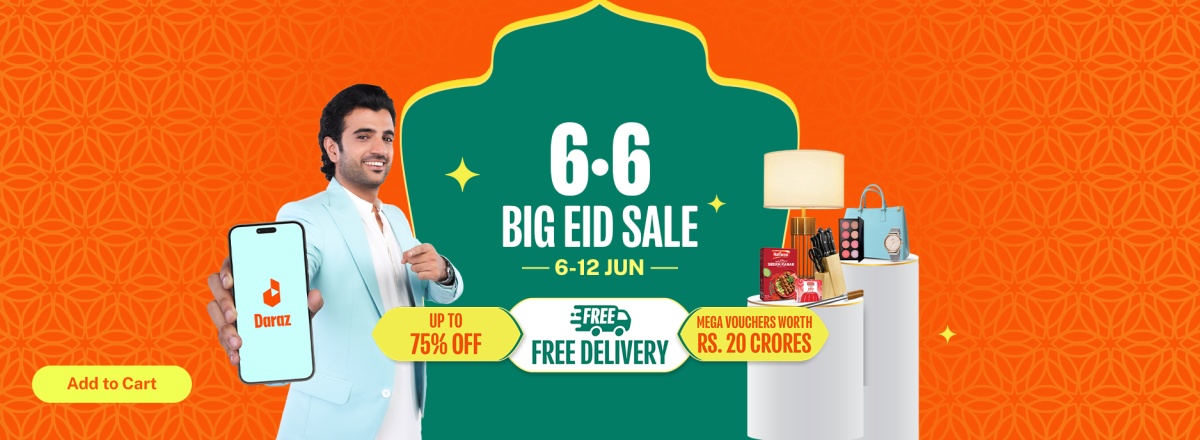 6•6
BIG EID SALE
6-12 JUN
UP TO
75% OFF
FREE
FREE DELIVERY
MEGA VOUCHERS WORTH
RS. 20 CRORES
Daraz
Add to Cart